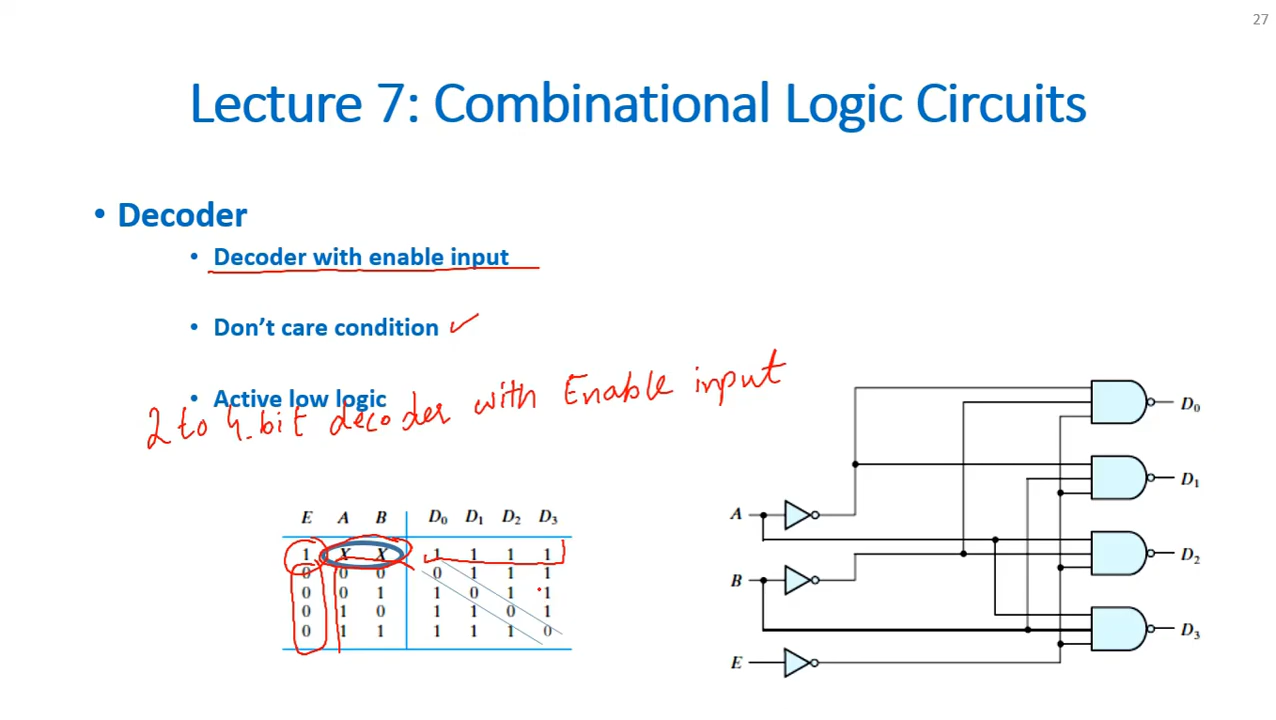 27
Lecture 7: Combinational Logic Circuits
• Decoder
• Decoder with enable input
• Don’t care condition ✓
• Active low logic
2 to 4-bit decoder with Enable input
E A B D0 D1 D2 D3
1 X X 1 1 1 1
0 0 0 0 1 1 1
0 0 1 1 0 1 1
0 1 0 1 1 0 1
0 1 1 1 1 1 0
D0
D1
A
D2
B
D3
E